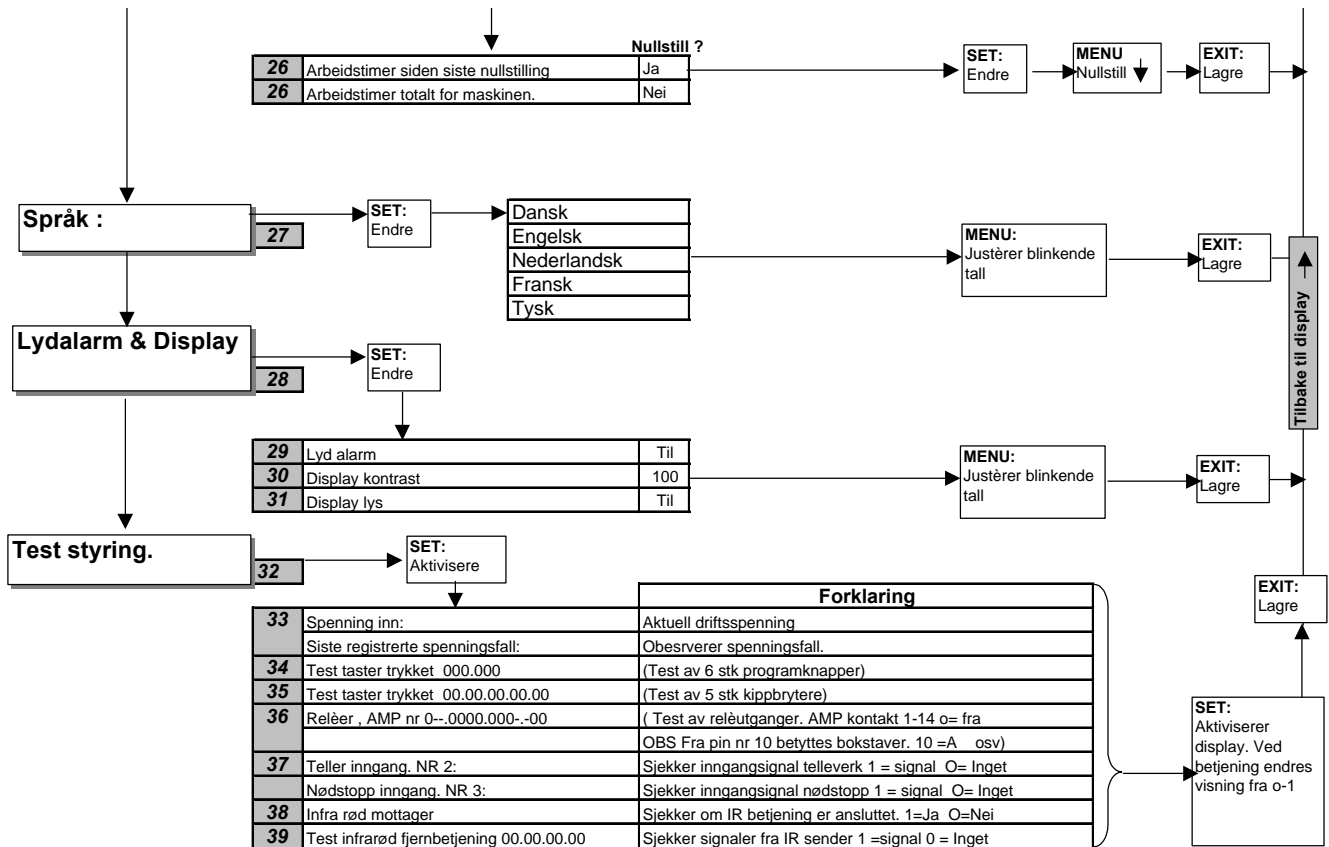 Nullstill ?
26 Arbeidstimer siden siste nullstilling Ja
26 Arbeidstimer totalt for maskinen. Nei
SET:
Endre
MENU
Nullstill
EXIT:
Lagre
Språk :
27
SET:
Endre
Dansk
Engelsk
Nederlandsk
Fransk
Tysk
MENU:
Justèrer blinkende
tall
EXIT:
Lagre
Tilbake til display
Lydalarm & Display
28
SET:
Endre
29 Lyd alarm Til
30 Display kontrast 100
31 Display lys Til
MENU:
Justèrer blinkende
tall
EXIT:
Lagre
Test styring.
32
SET:
Aktivisere
Forklaring
33 Spenning inn: Aktuell driftsspenning
Siste registrerte spenningsfall: Obesrverer spenningsfall.
34 Test taster trykket 000.000 (Test av 6 stk programknapper)
35 Test taster trykket 00.00.00.00.00 (Test av 5 stk kippbrytere)
36 Relèer , AMP nr 0--.0000.000-.-00 ( Test av relèutganger. AMP kontakt 1-14 o= fra
OBS Fra pin nr 10 betyttes bokstaver. 10 =A osv)
37 Teller inngang. NR 2: Sjekker inngangsignal telleverk 1 = signal O= Inget
Nødstopp inngang. NR 3: Sjekker inngangsignal nødstopp 1 = signal O= Inget
38 Infra rød mottager Sjekker om IR betjening er ansluttet. 1=Ja O=Nei
39 Test infrarød fjernbetjening 00.00.00.00 Sjekker signaler fra IR sender 1 =signal 0 = Inget
EXIT:
Lagre
SET:
Aktiviserer
display. Ved
betjening endres
visning fra o-1